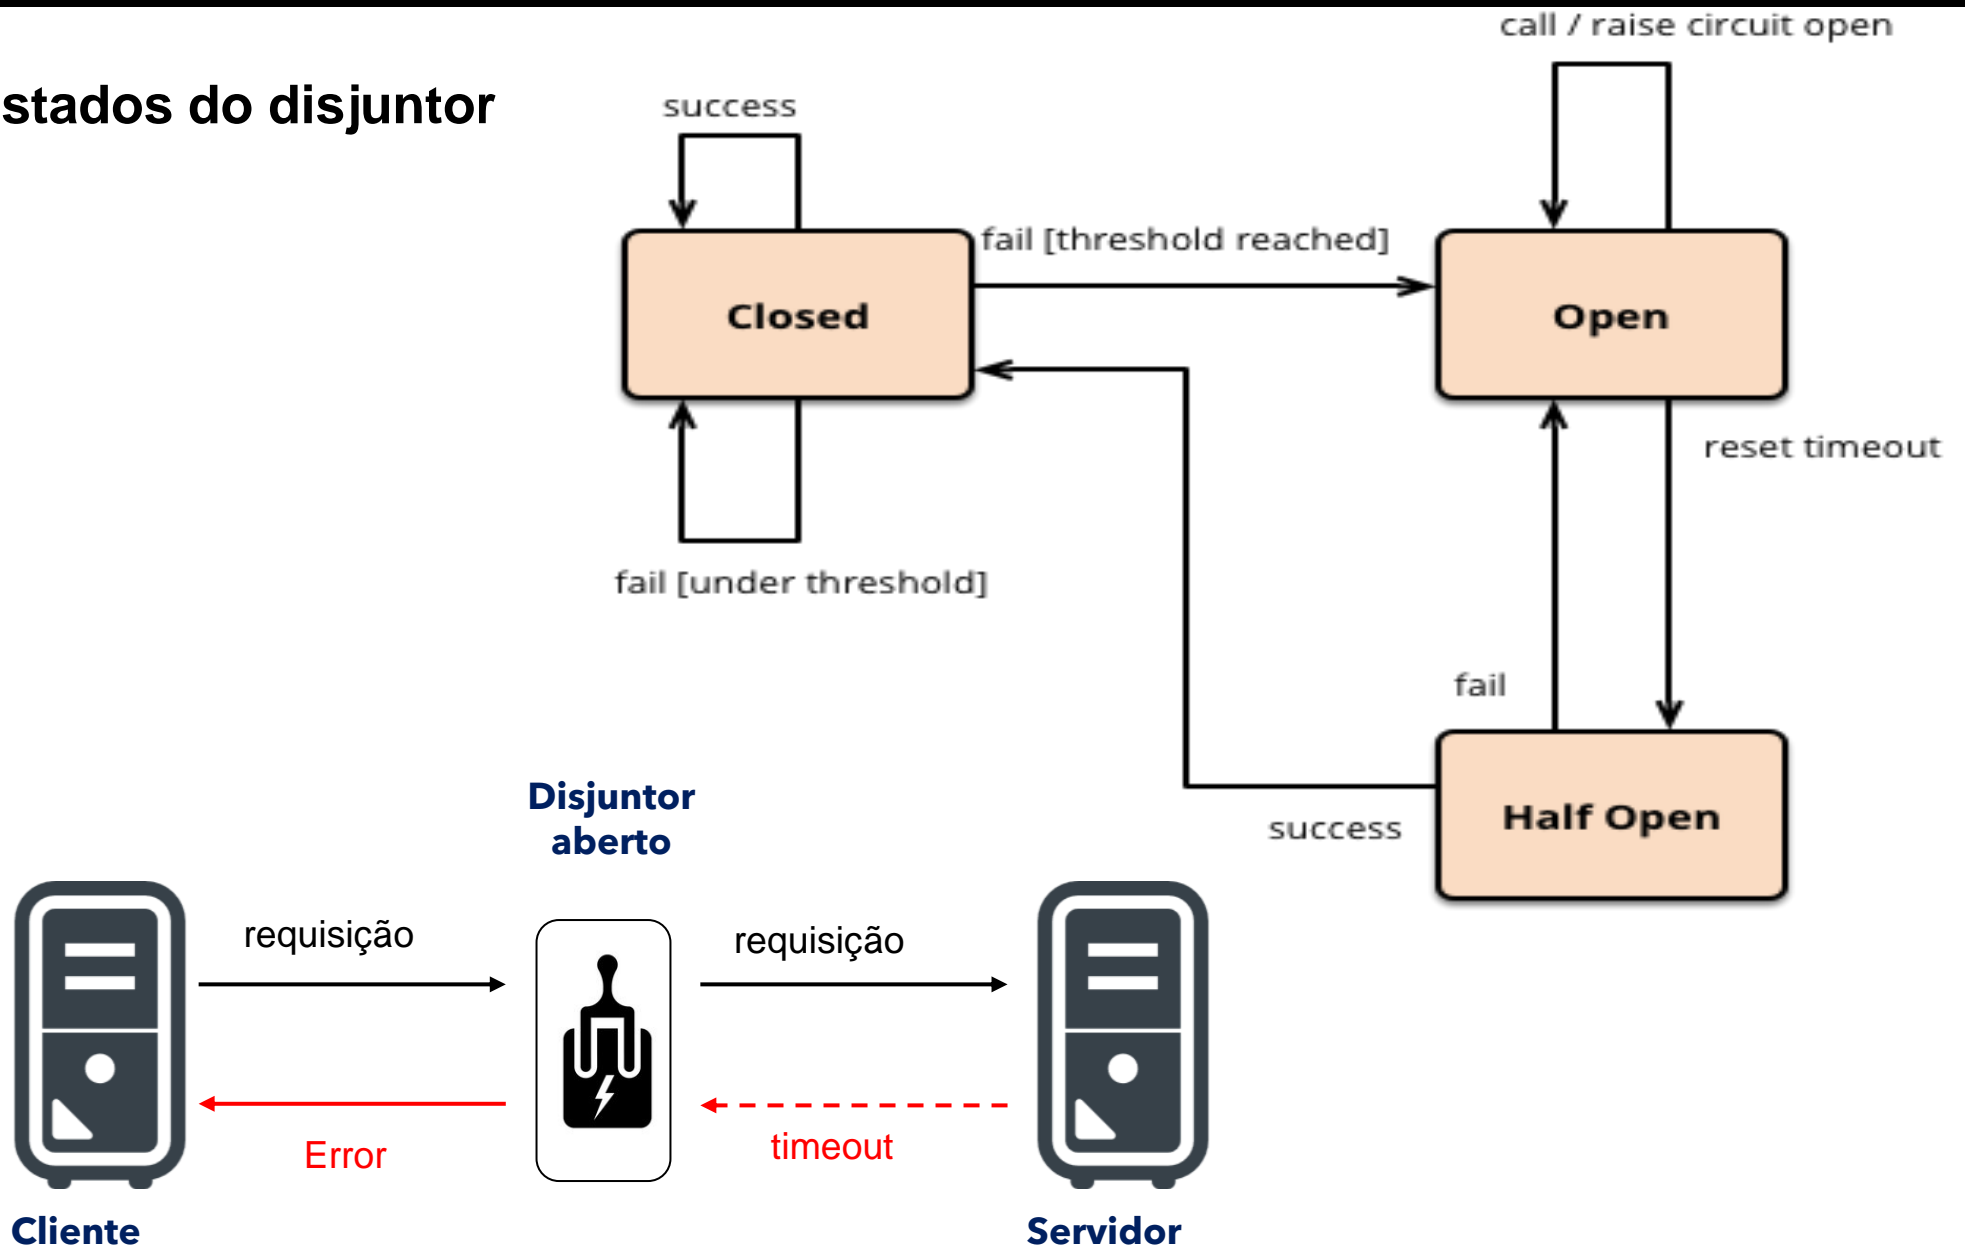 stados do disjuntor
call / raise circuit open
success
fail [threshold reached]
Closed
Open
reset timeout
fail [under threshold]
fail
success
Half Open
Disjuntor
aberto
requisição
requisição
Error
timeout
Cliente
Servidor